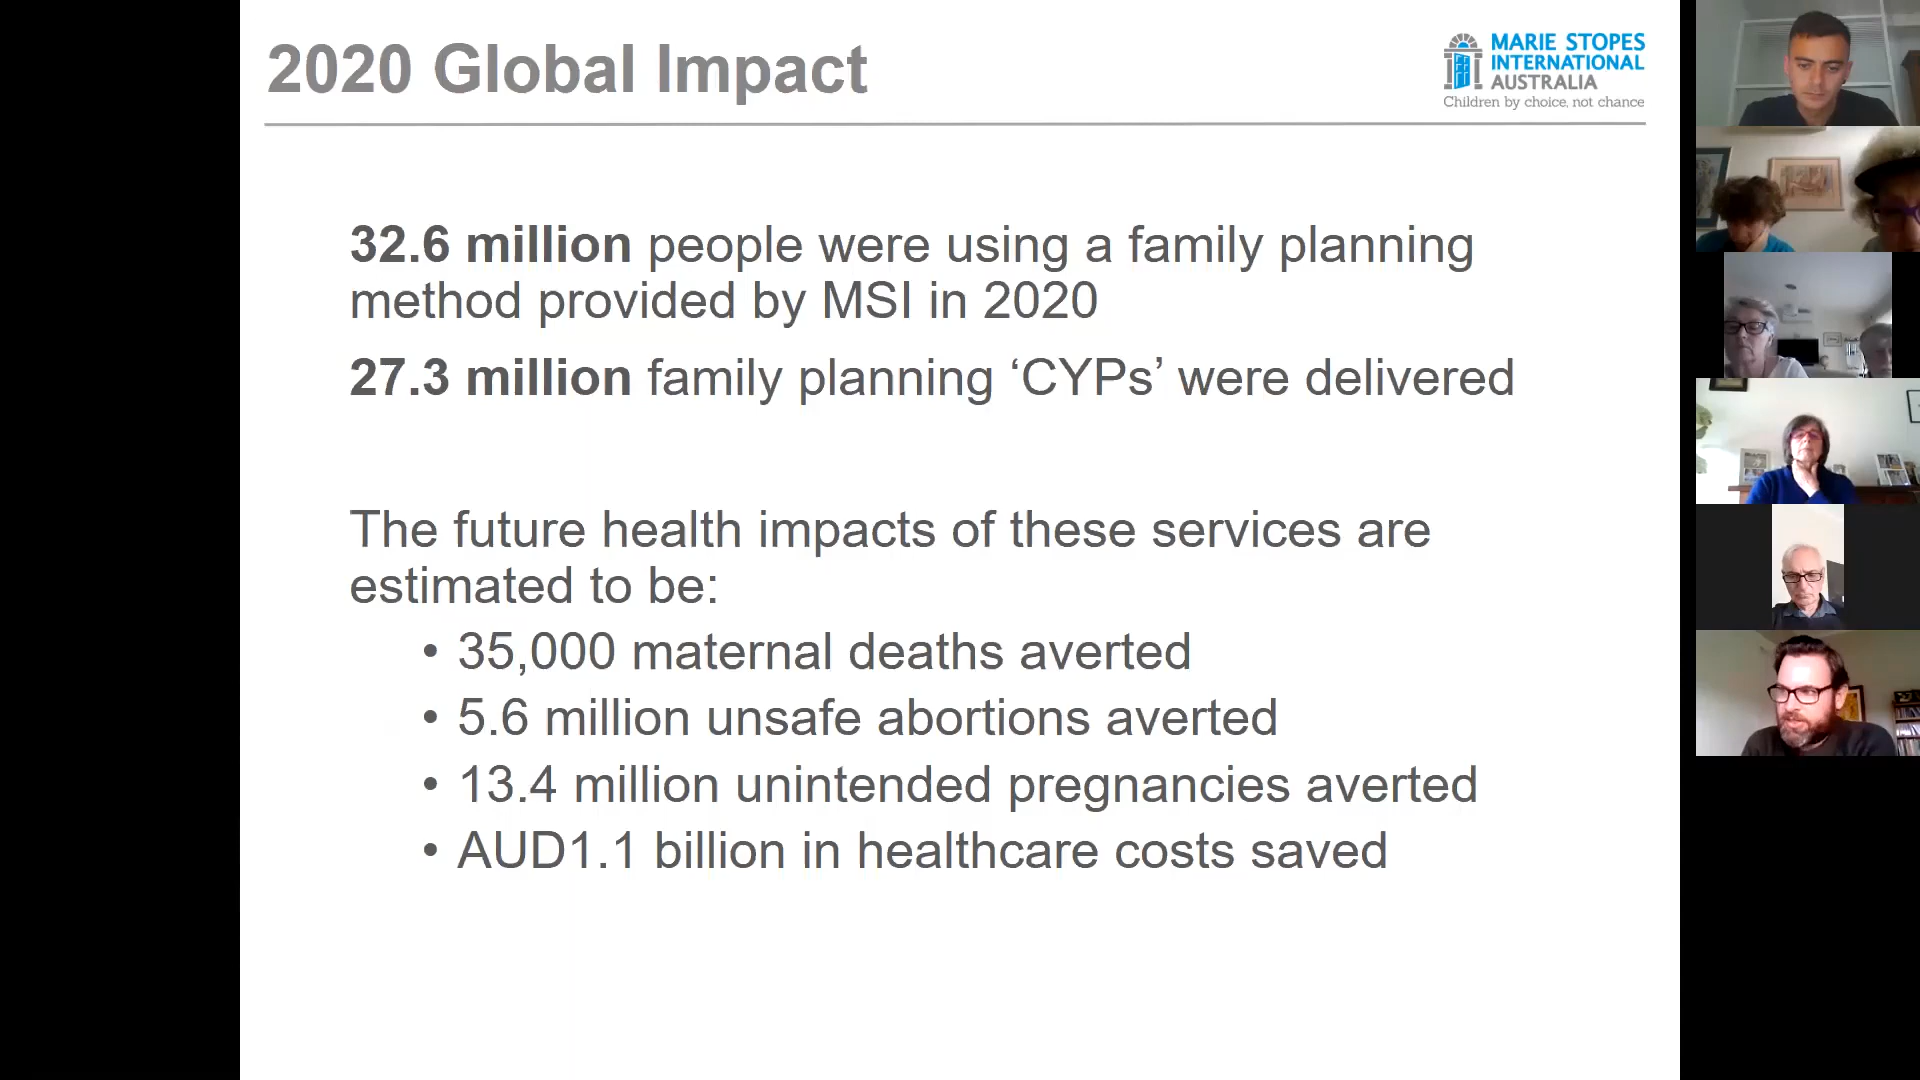 2020 Global Impact
MARIE STOPES
INTERNATIONAL
AUSTRALIA
Children by choice, not chance
32.6 million people were using a family planning
method provided by MSI in 2020
27.3 million family planning ‘CYPs’ were delivered
The future health impacts of these services are
estimated to be:
• 35,000 maternal deaths averted
• 5.6 million unsafe abortions averted
• 13.4 million unintended pregnancies averted
• AUD1.1 billion in healthcare costs saved